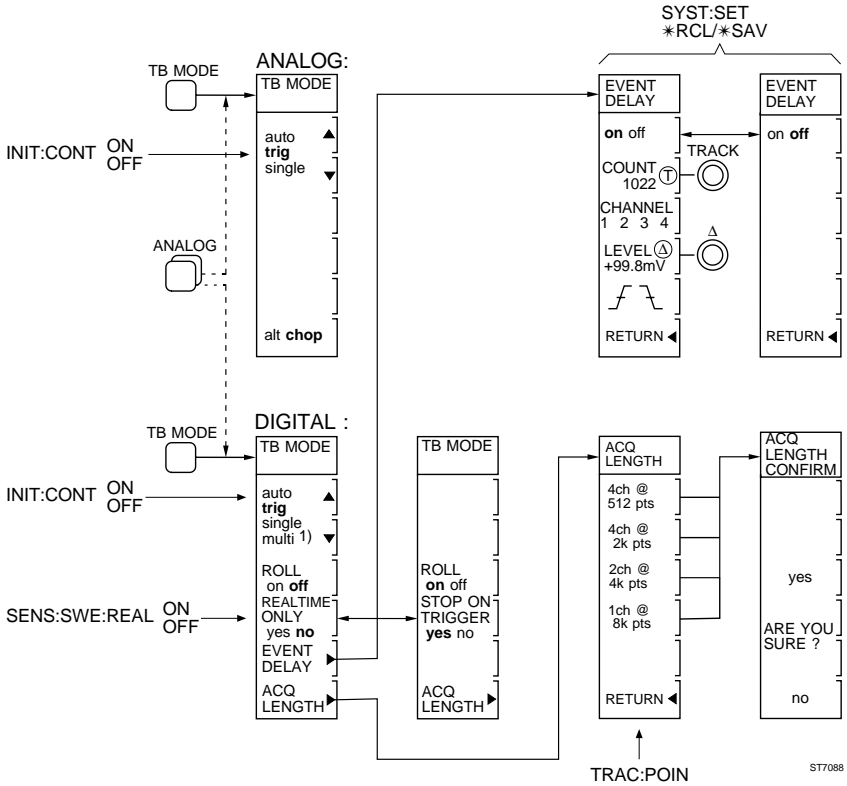 SYST:SET
✳RCL/✳SAV
ANALOG:
TB MODE
TB MODE
auto
trig
single
INIT:CONT ON
OFF
ANALOG
alt chop
EVENT
DELAY
on off
COUNT
1022 T
TRACK
CHANNEL
1 2 3 4
LEVEL Δ
+99.8mV
Δ
RETURN
EVENT
DELAY
on off
RETURN
DIGITAL :
TB MODE
TB MODE
auto
trig
single
multi 1)
INIT:CONT ON
OFF
ROLL
on off
REALTIME
ONLY
yes no
SENS:SWE:REAL ON
OFF
EVENT
DELAY
ACQ
LENGTH
TB MODE
ROLL
on off
STOP ON
TRIGGER
yes no
ACQ
LENGTH
ACQ
LENGTH
4ch @
512 pts
4ch @
2k pts
2ch @
4k pts
1ch @
8k pts
RETURN
TRAC:POIN
ACQ
LENGTH
CONFIRM
yes
ARE YOU
SURE ?
no
ST7088